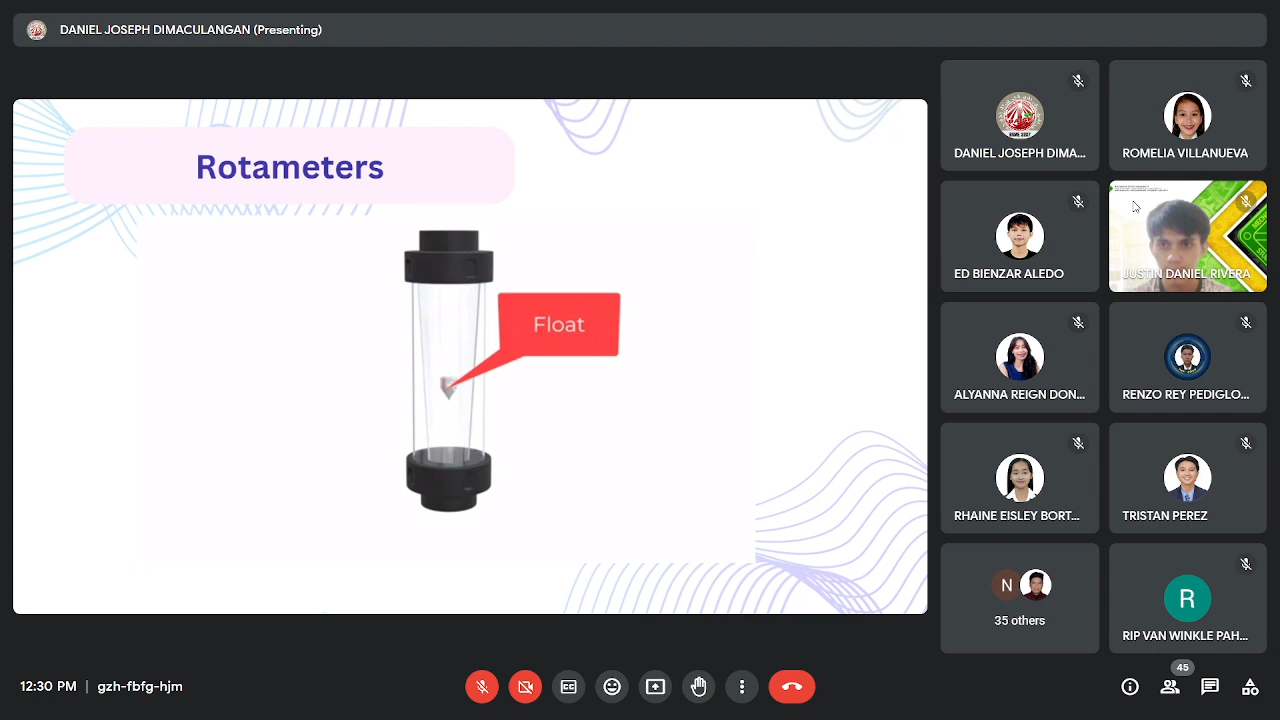 DANIEL JOSEPH DIMACULANGAN (Presenting)
Rotameters
Float
DANIEL JOSEPH DIMA...
ROMELIA VILLANUEVA
ED BIENZAR ALEDO
JUSTIN DANIEL RIVERA
ALYANNA REIGN DON...
RENZO REY PEDIGLO...
RHAINE EISLEY BORT...
TRISTAN PEREZ
N
35 others
R
RIP VAN WINKLE PAH...
12:30 PM | gzh-fbfg-hjm
45